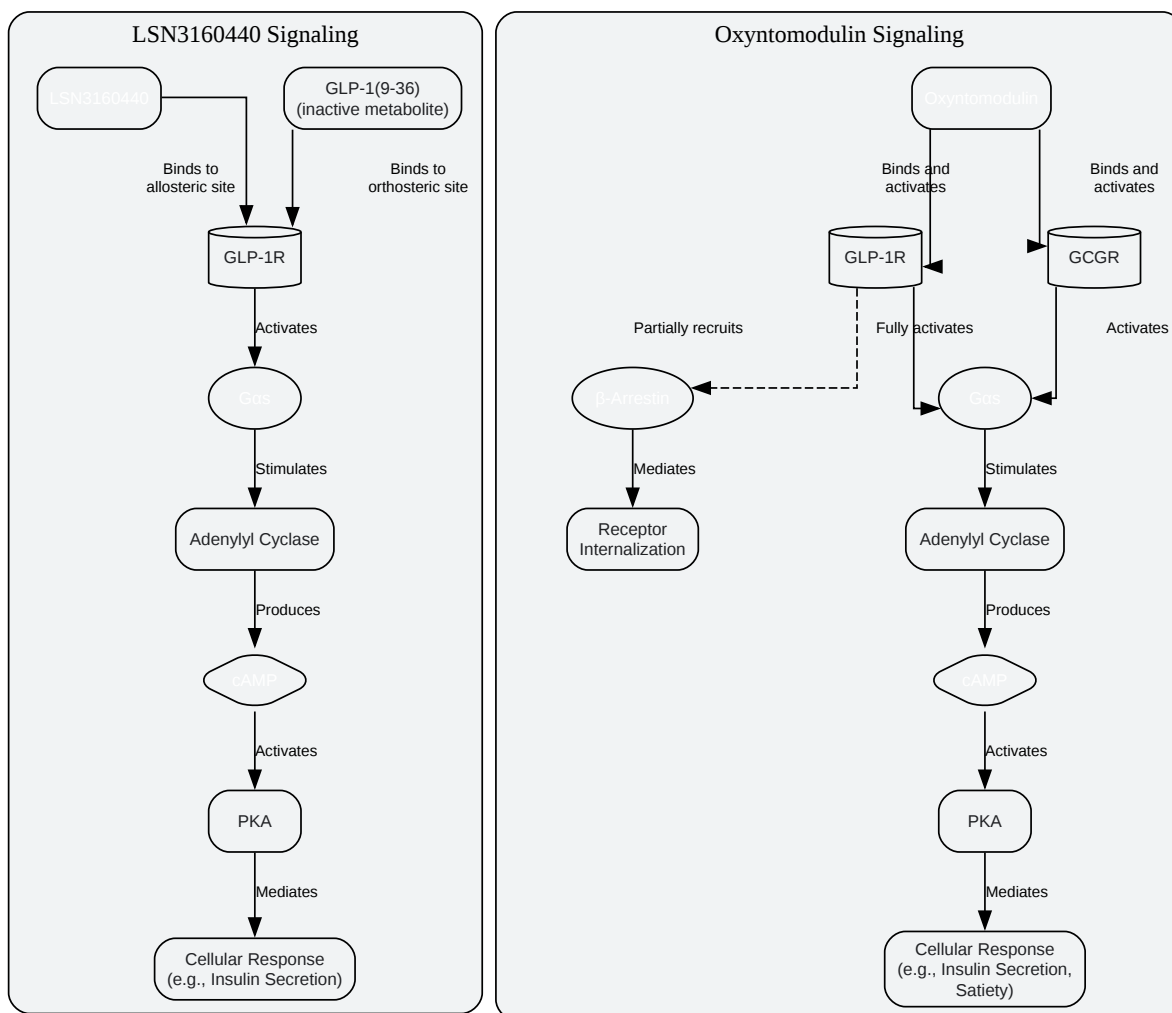 LSN3160440 Signaling
LSN3160440
GLP-1(9-36)
(inactive metabolite)
Binds to
allosteric site
Binds to
orthosteric site
GLP-1R
Activates
Gαs
Stimulates
Adenylyl Cyclase
Produces
cAMP
Activates
PKA
Mediates
Cellular Response
(e.g., Insulin Secretion)
Oxyntomodulin Signaling
Oxyntomodulin
Binds and
activates
Binds and
activates
GLP-1R
GCGR
Partially recruits
Fully activates
Activates
β-Arrestin
Gαs
Mediates
Stimulates
Receptor
Internalization
Adenylyl Cyclase
Produces
cAMP
Activates
PKA
Mediates
Cellular Response
(e.g., Insulin Secretion,
Satiety)